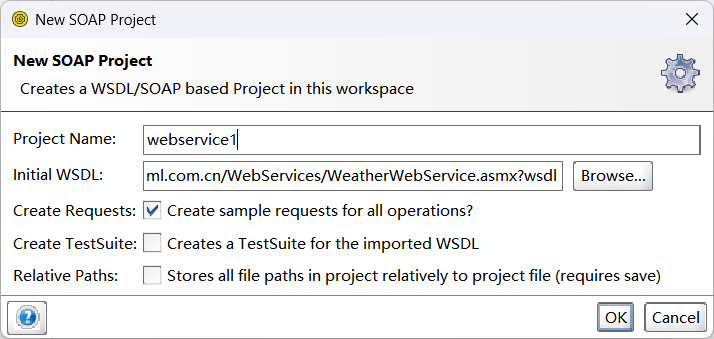 New SOAP Project
New SOAP Project
Creates a WSDL/SOAP based Project in this workspace
Project Name: webservice1
Initial WSDL: ml.com.cn/WebServices/WeatherWebService.asmx?wsdl Browse...
Create Requests: Create sample requests for all operations?
Create TestSuite: Creates a TestSuite for the imported WSDL
Relative Paths: Stores all file paths in project relatively to project file (requires save)
? OK Cancel